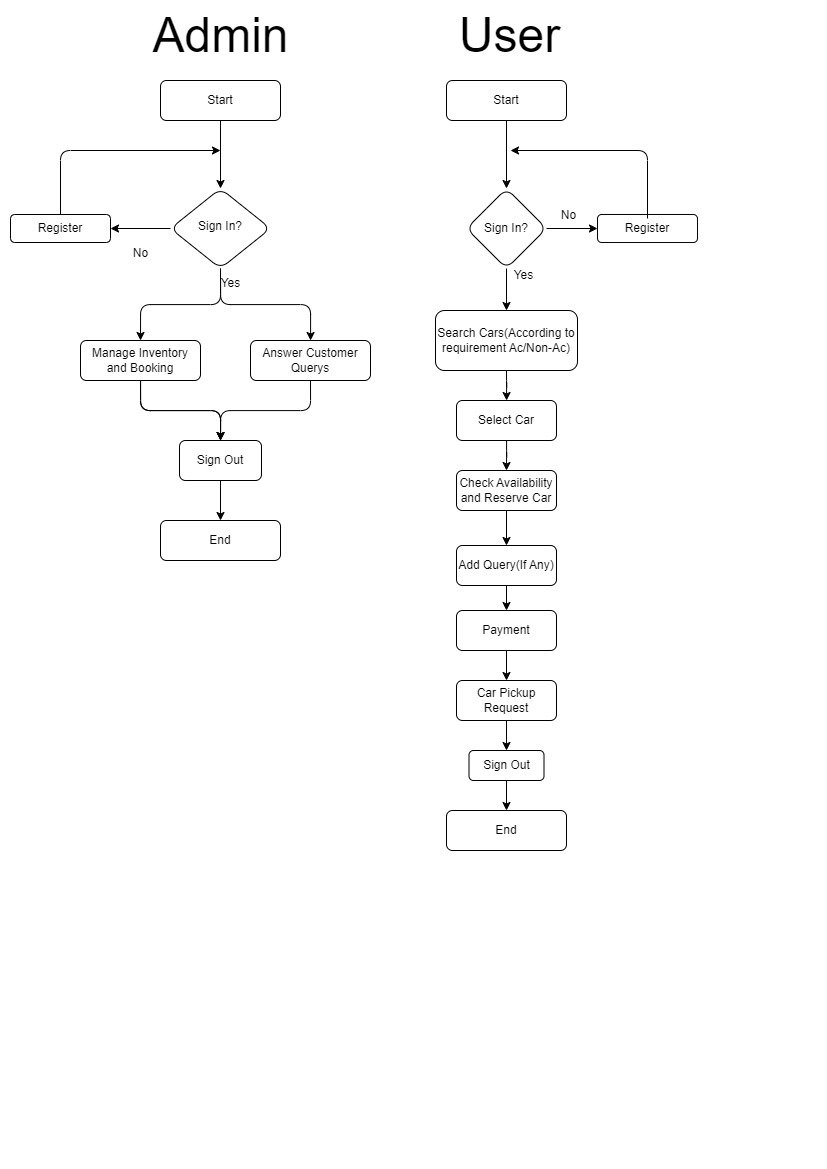 Admin
Start
Sign In?
Register
No
Yes
Manage Inventory
and Booking
Answer Customer
Querys
Sign Out
End
User
Start
Sign In?
No
Register
Yes
Search Cars(According to
requirement Ac/Non-Ac)
Select Car
Check Availability
and Reserve Car
Add Query(If Any)
Payment
Car Pickup
Request
Sign Out
End